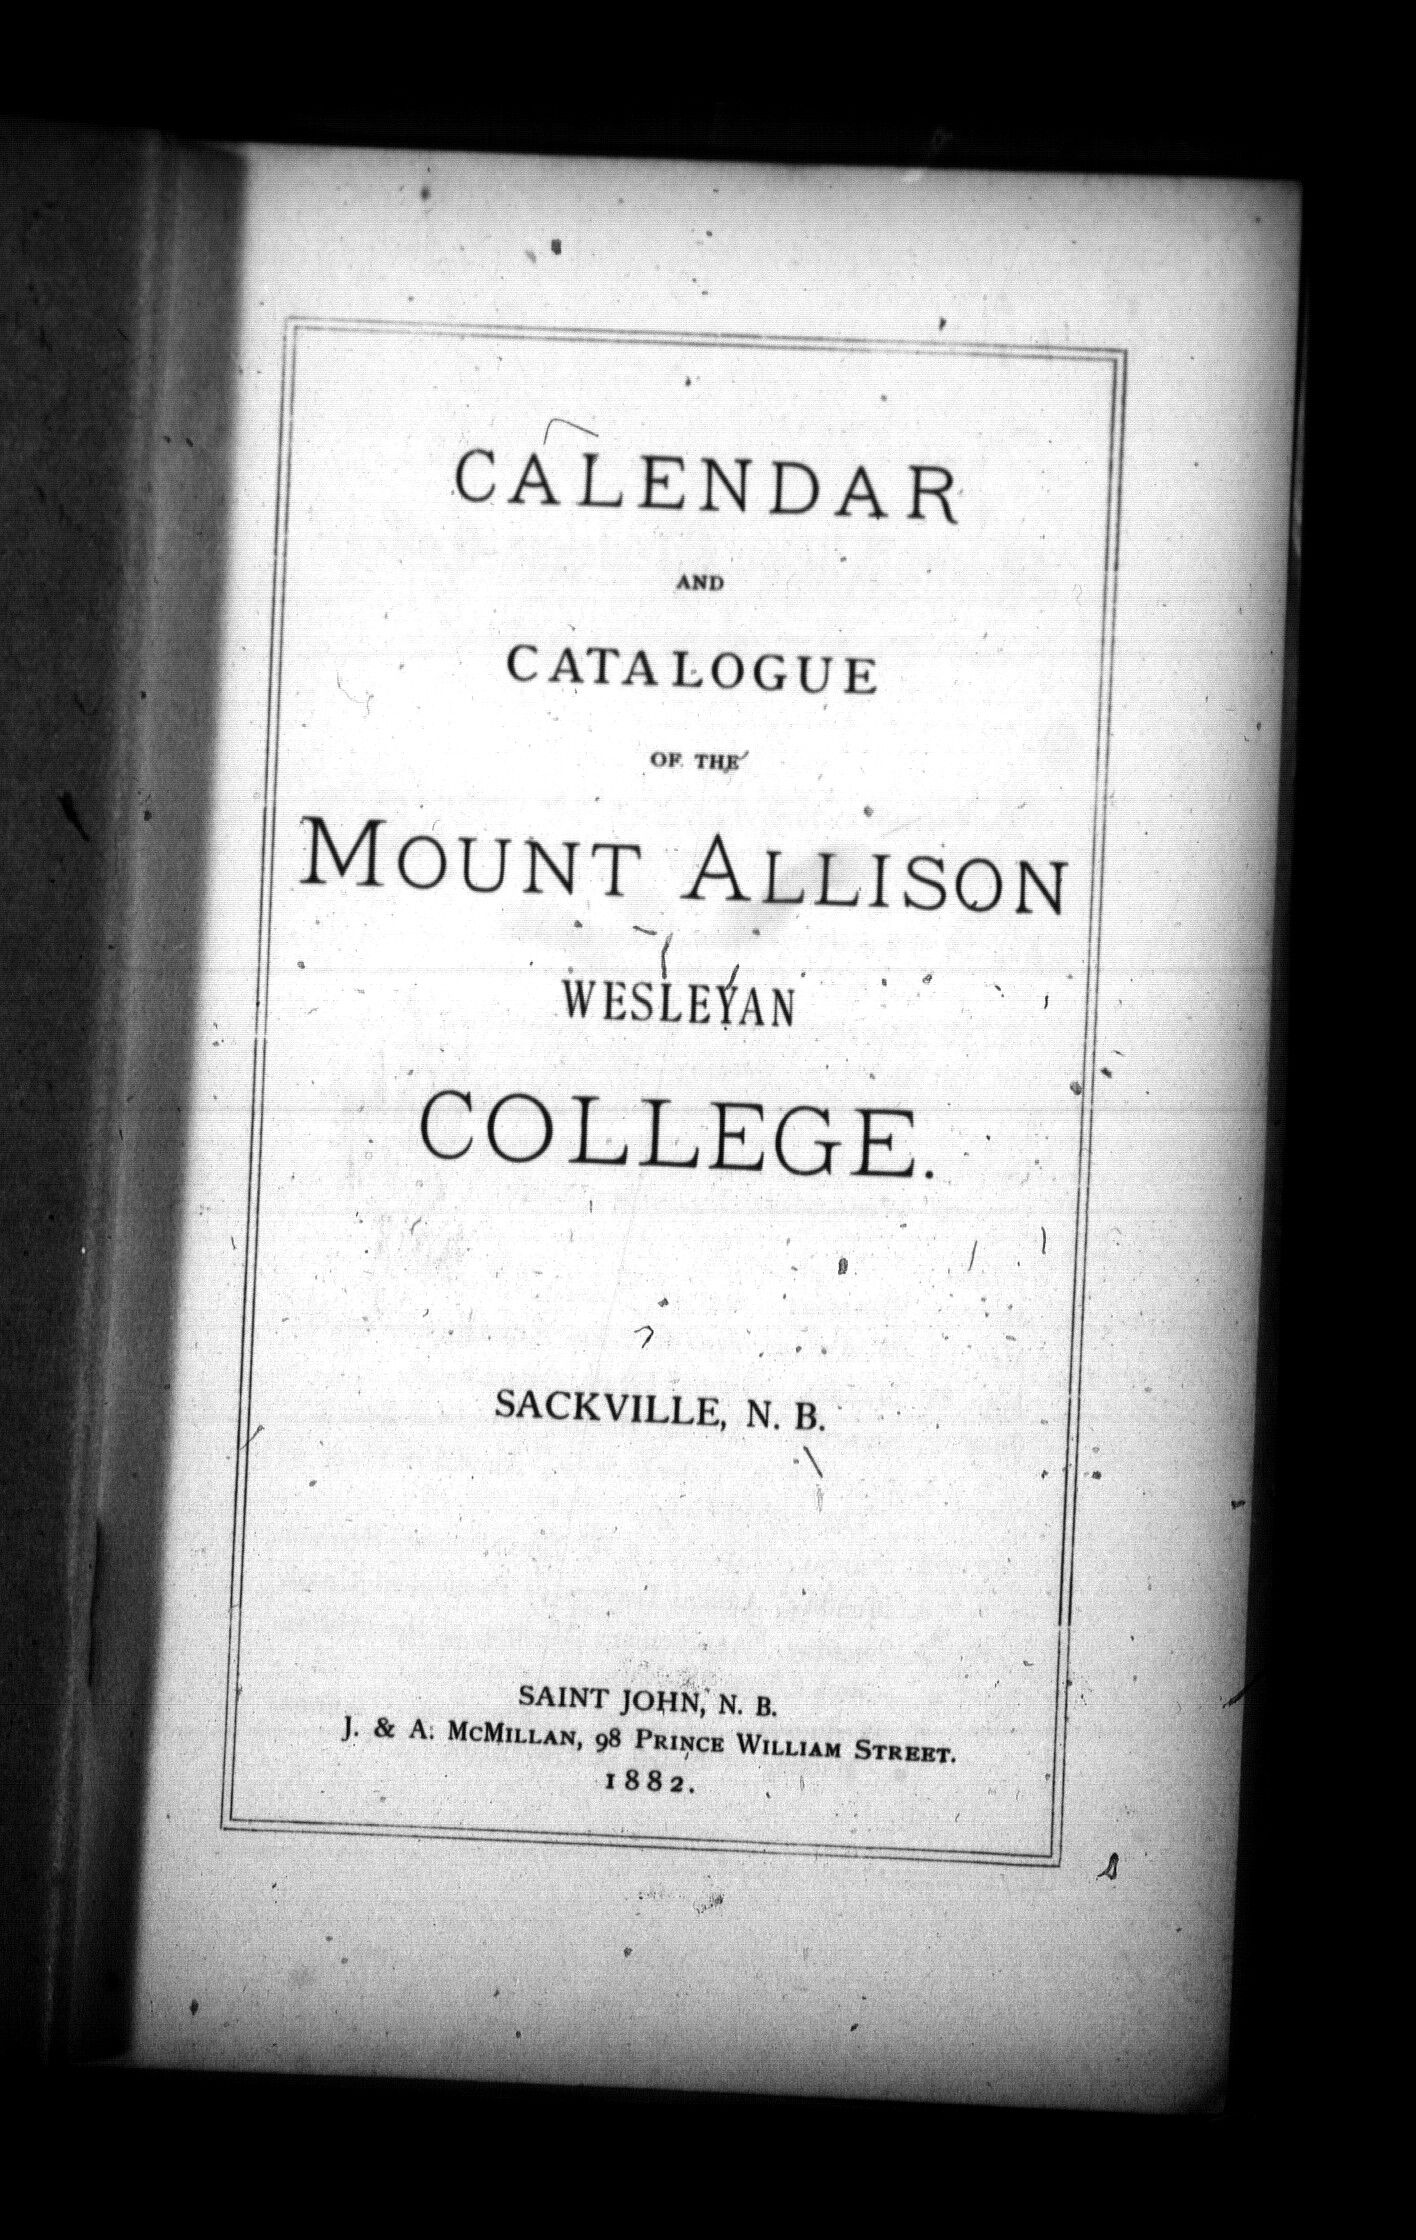 CALENDAR
AND
CATALOGUE
OF THE
MOUNT ALLISON
WESLEYAN
COLLEGE.
SACKVILLE, N. B.
SAINT JOHN, N. B.
J. & A. MCMILLAN, 98 PRINCE WILLIAM STREET.
1882.